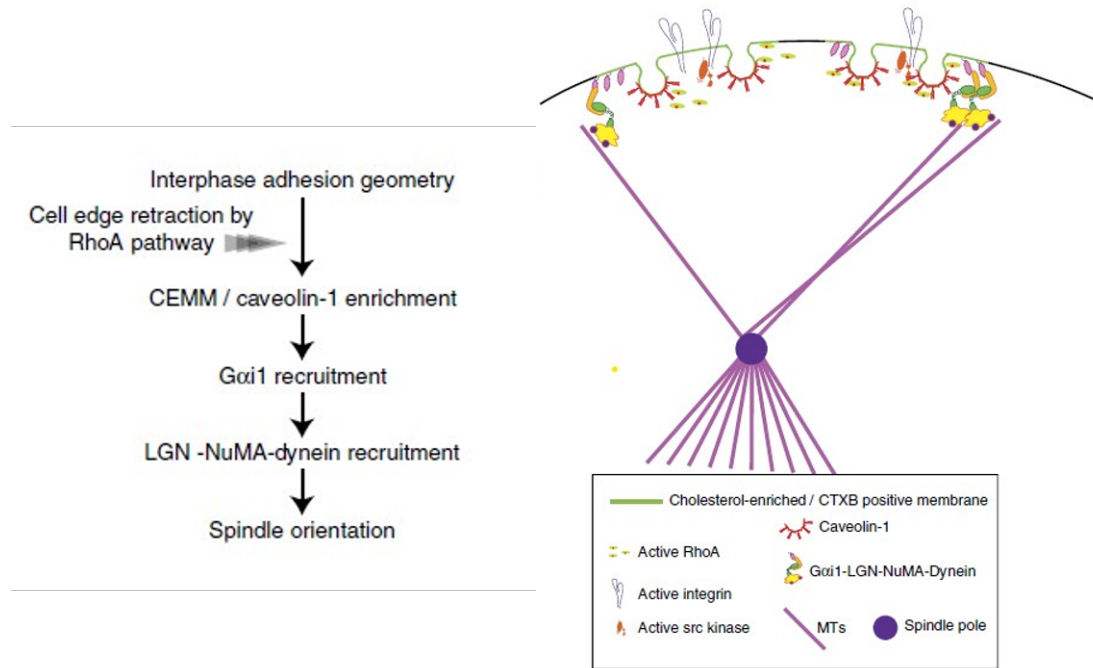 Interphase adhesion geometry
Cell edge retraction by
RhoA pathway
CEMM / caveolin-1 enrichment
Gαi1 recruitment
LGN -NuMA-dynein recruitment
Spindle orientation
Cholesterol-enriched / CTXB positive membrane
Caveolin-1
Active RhoA
Gαi1-LGN-NuMA-Dynein
Active integrin
Active src kinase
MTs
Spindle pole